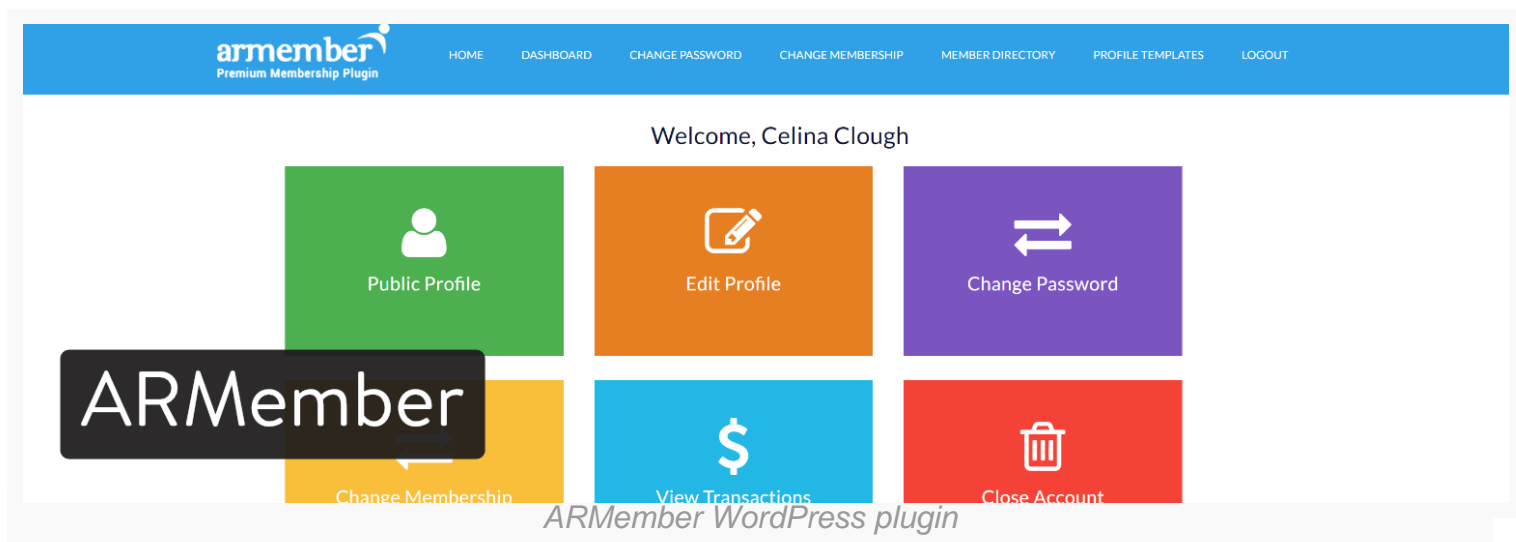 armember
Premium Membership Plugin
HOME DASHBOARD CHANGE PASSWORD CHANGE MEMBERSHIP MEMBER DIRECTORY PROFILE TEMPLATES LOGOUT
Welcome, Celina Clough
Public Profile Edit Profile Change Password
ARMember
Change Membership View Transactions Close Account
ARMember WordPress plugin